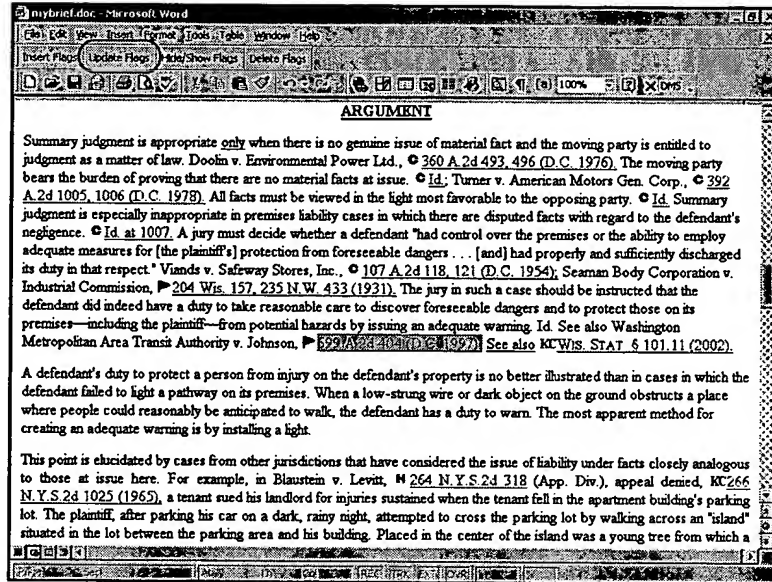 mybrief.doc - Microsoft Word
File Edit View Insert Format Tools Table Window Help
Insert Flags Update Flags Hide/Show Flags Delete Flags
100% DMS
ARGUMENT
Summary judgment is appropriate only when there is no genuine issue of material fact and the moving party is entitled to
judgment as a matter of law. Doolin v. Environmental Power Ltd., C 360 A.2d 493, 496 (D.C. 1976). The moving party
bears the burden of proving that there are no material facts at issue. C Id.; Turner v. American Motors Gen. Corp., C 392
A.2d 1005, 1006 (D.C. 1978). All facts must be viewed in the light most favorable to the opposing party. C Id. Summary
judgment is especially inappropriate in premises liability cases in which there are disputed facts with regard to the defendant's
negligence. C Id. at 1007. A jury must decide whether a defendant "had control over the premises or the ability to employ
adequate measures for [the plaintiff's] protection from foreseeable dangers . . . [and] had properly and sufficiently discharged
its duty in that respect." Viands v. Safeway Stores, Inc., C 107 A.2d 118, 121 (D.C. 1954); Seaman Body Corporation v.
Industrial Commission, 204 Wis. 157, 235 N.W. 433 (1931). The jury in such a case should be instructed that the
defendant did indeed have a duty to take reasonable care to discover foreseeable dangers and to protect those on its
premises—including the plaintiff—from potential hazards by issuing an adequate warning. Id. See also Washington
Metropolitan Area Transit Authority v. Johnson, 699 A.2d 404 (D.C. 1997) See also KC WIS. STAT. § 101.11 (2002).
A defendant's duty to protect a person from injury on the defendant's property is no better illustrated than in cases in which the
defendant failed to light a pathway on its premises. When a low-strung wire or dark object on the ground obstructs a place
where people could reasonably be anticipated to walk, the defendant has a duty to warn. The most apparent method for
creating an adequate warning is by installing a light.
This point is elucidated by cases from other jurisdictions that have considered the issue of liability under facts closely analogous
to those at issue here. For example, in Blaustein v. Levitt, H 264 N.Y.S.2d 318 (App. Div.), appeal denied, KC 266
N.Y.S.2d 1025 (1965), a tenant sued his landlord for injuries sustained when the tenant fell in the apartment building's parking
lot. The plaintiff, after parking his car on a dark, rainy night, attempted to cross the parking lot by walking across an "island"
situated in the lot between the parking area and his building. Placed in the center of the island was a young tree from which a
REC TRK EXT OVR